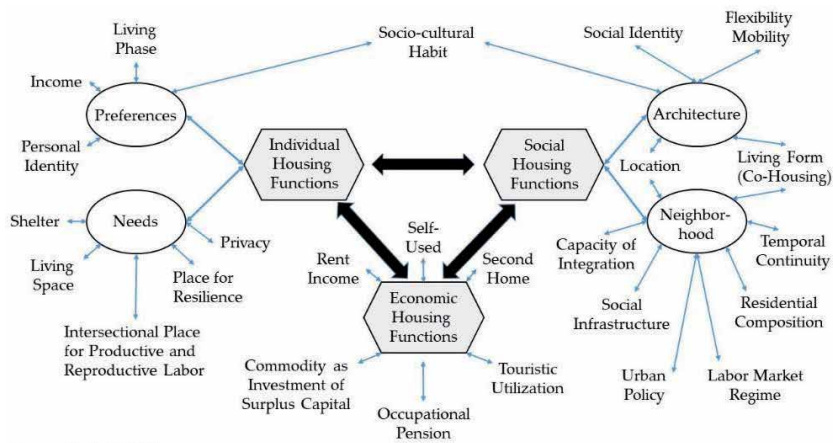 Living
Phase
Income
Preferences
Personal
Identity
Socio-cultural
Habit
Social Identity
Flexibility
Mobility
Architecture
Individual
Housing
Functions
Social
Housing
Functions
Location
Living Form
(Co-Housing)
Shelter
Needs
Privacy
Living
Space
Place for
Resilience
Intersectional Place
for Productive and
Reproductive Labor
Neighbor-
hood
Capacity of
Integration
Temporal
Continuity
Social
Infrastructure
Residential
Composition
Urban
Policy
Labor Market
Regime
Rent
Income
Self-
Used
Second
Home
Economic
Housing
Functions
Commodity as
Investment of
Surplus Capital
Occupational
Pension
Touristic
Utilization